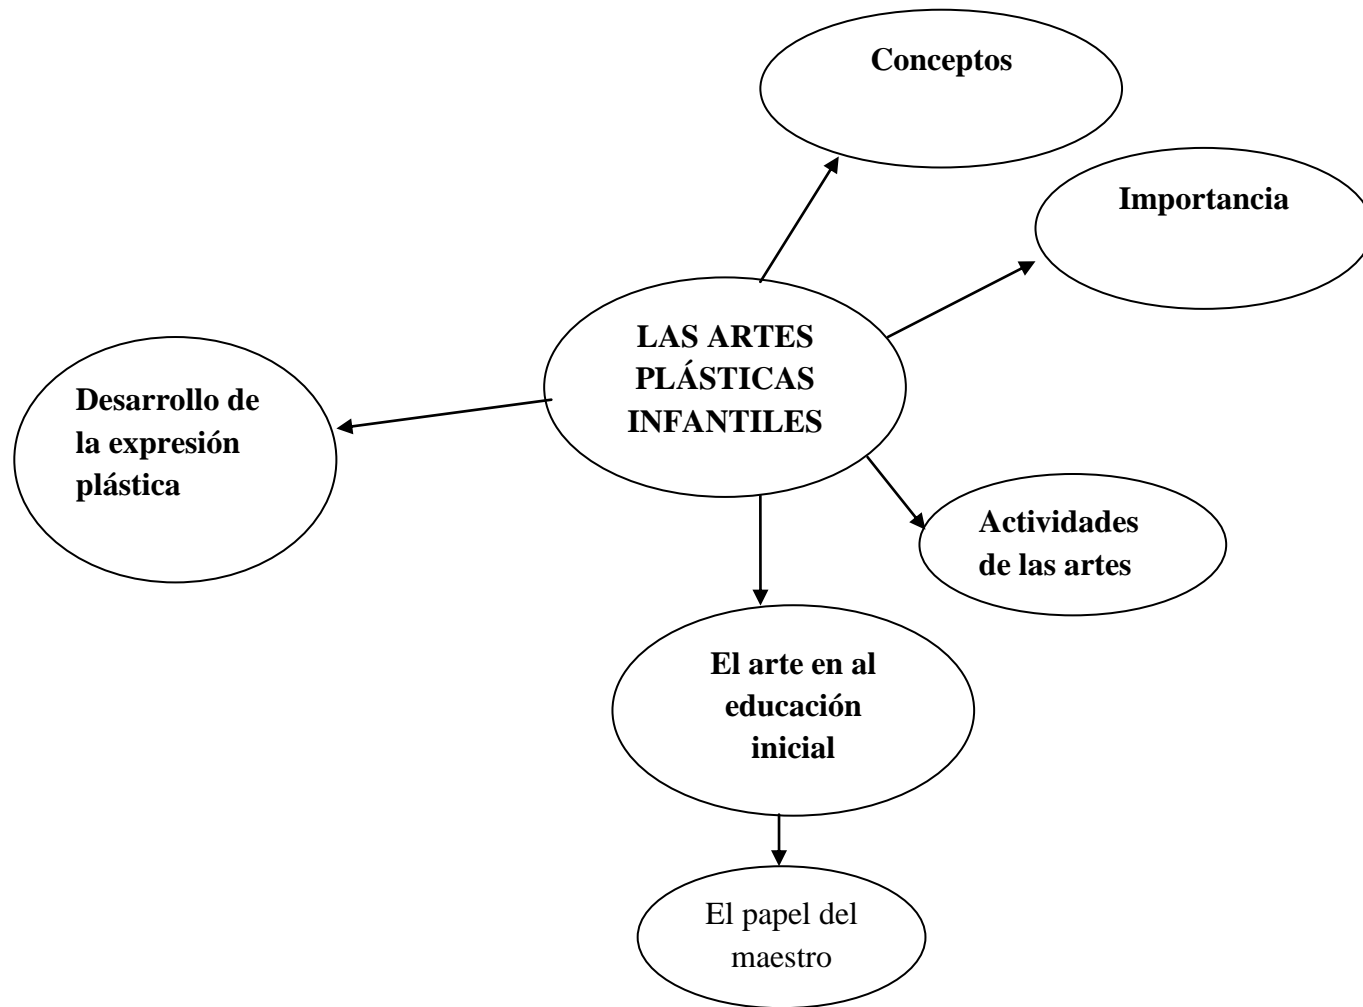 Conceptos
Importancia
LAS ARTES
PLÁSTICAS
INFANTILES
Desarrollo de
la expresión
plástica
Actividades
de las artes
El arte en al
educación
inicial
El papel del
maestro